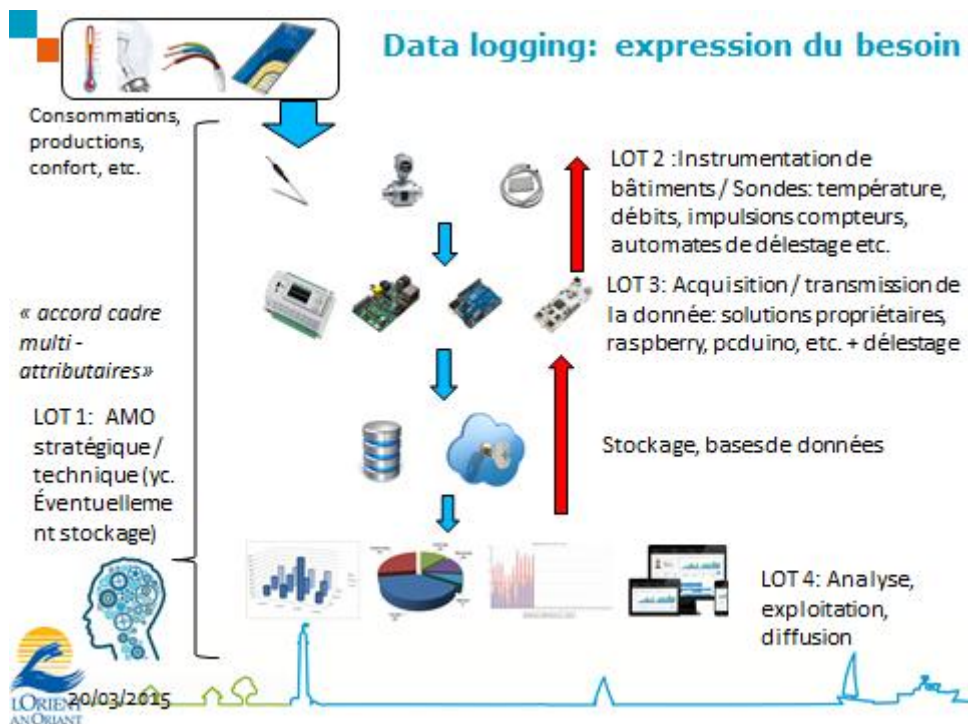 Data logging: expression du besoin
Consommations,
productions,
confort, etc.
LOT 2 :Instrumentation de
bâtiments / Sondes: température,
débits, impulsions compteurs,
automates de délestage etc.
LOT 3: Acquisition / transmission de
la donnée: solutions propriétaires,
raspberry, pcduino, etc. + délestage
« accord cadre
multi -
attributaires»
LOT 1:  AMO
stratégique /
technique (yc.
Éventuelleme
nt stockage)
Stockage, bases de données
LOT 4: Analyse,
exploitation,
diffusion
20/03/2015
LORIENT
AN ORIANT